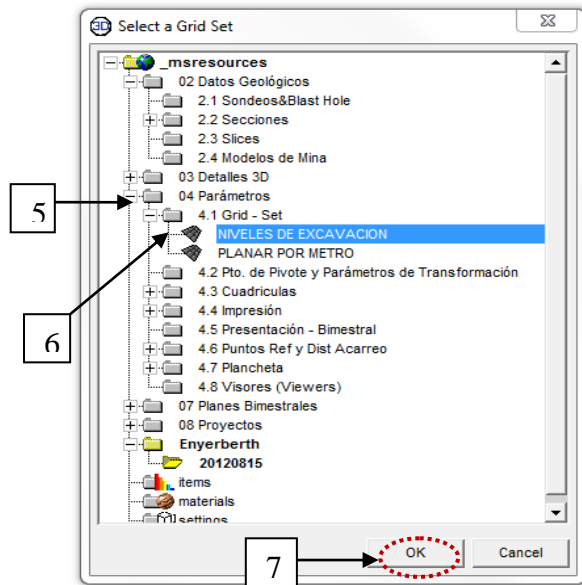 Select a Grid Set
_msresources
02 Datos Geológicos
2.1 Sondeos&Blast Hole
2.2 Secciones
2.3 Slices
2.4 Modelos de Mina
03 Detalles 3D
04 Parámetros
5
4.1 Grid - Set
NIVELES DE EXCAVACION
PLANAR POR METRO
4.2 Pto. de Pivote y Parámetros de Transformación
4.3 Cuadriculas
4.4 Impresión
4.5 Presentación - Bimestral
6
4.6 Puntos Ref y Dist Acarreo
4.7 Plancheta
4.8 Visores (Viewers)
07 Planes Bimestrales
08 Proyectos
Enyerberth
20120815
items
materials
settings
7
OK
Cancel